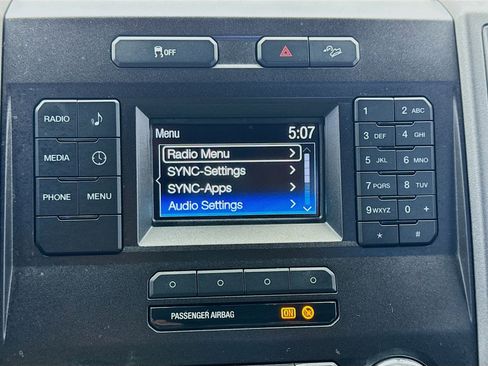 OFF
RADIO
MEDIA
PHONE MENU
Menu 5:07
Radio Menu >
SYNC-Settings >
SYNC-Apps >
Audio Settings
1 2 ABC
3 DEF 4 GHI
5 JKL 6 MNO
7 PQRS 8 TUV
9 WXYZ 0 +
* #
PASSENGER AIRBAG ON